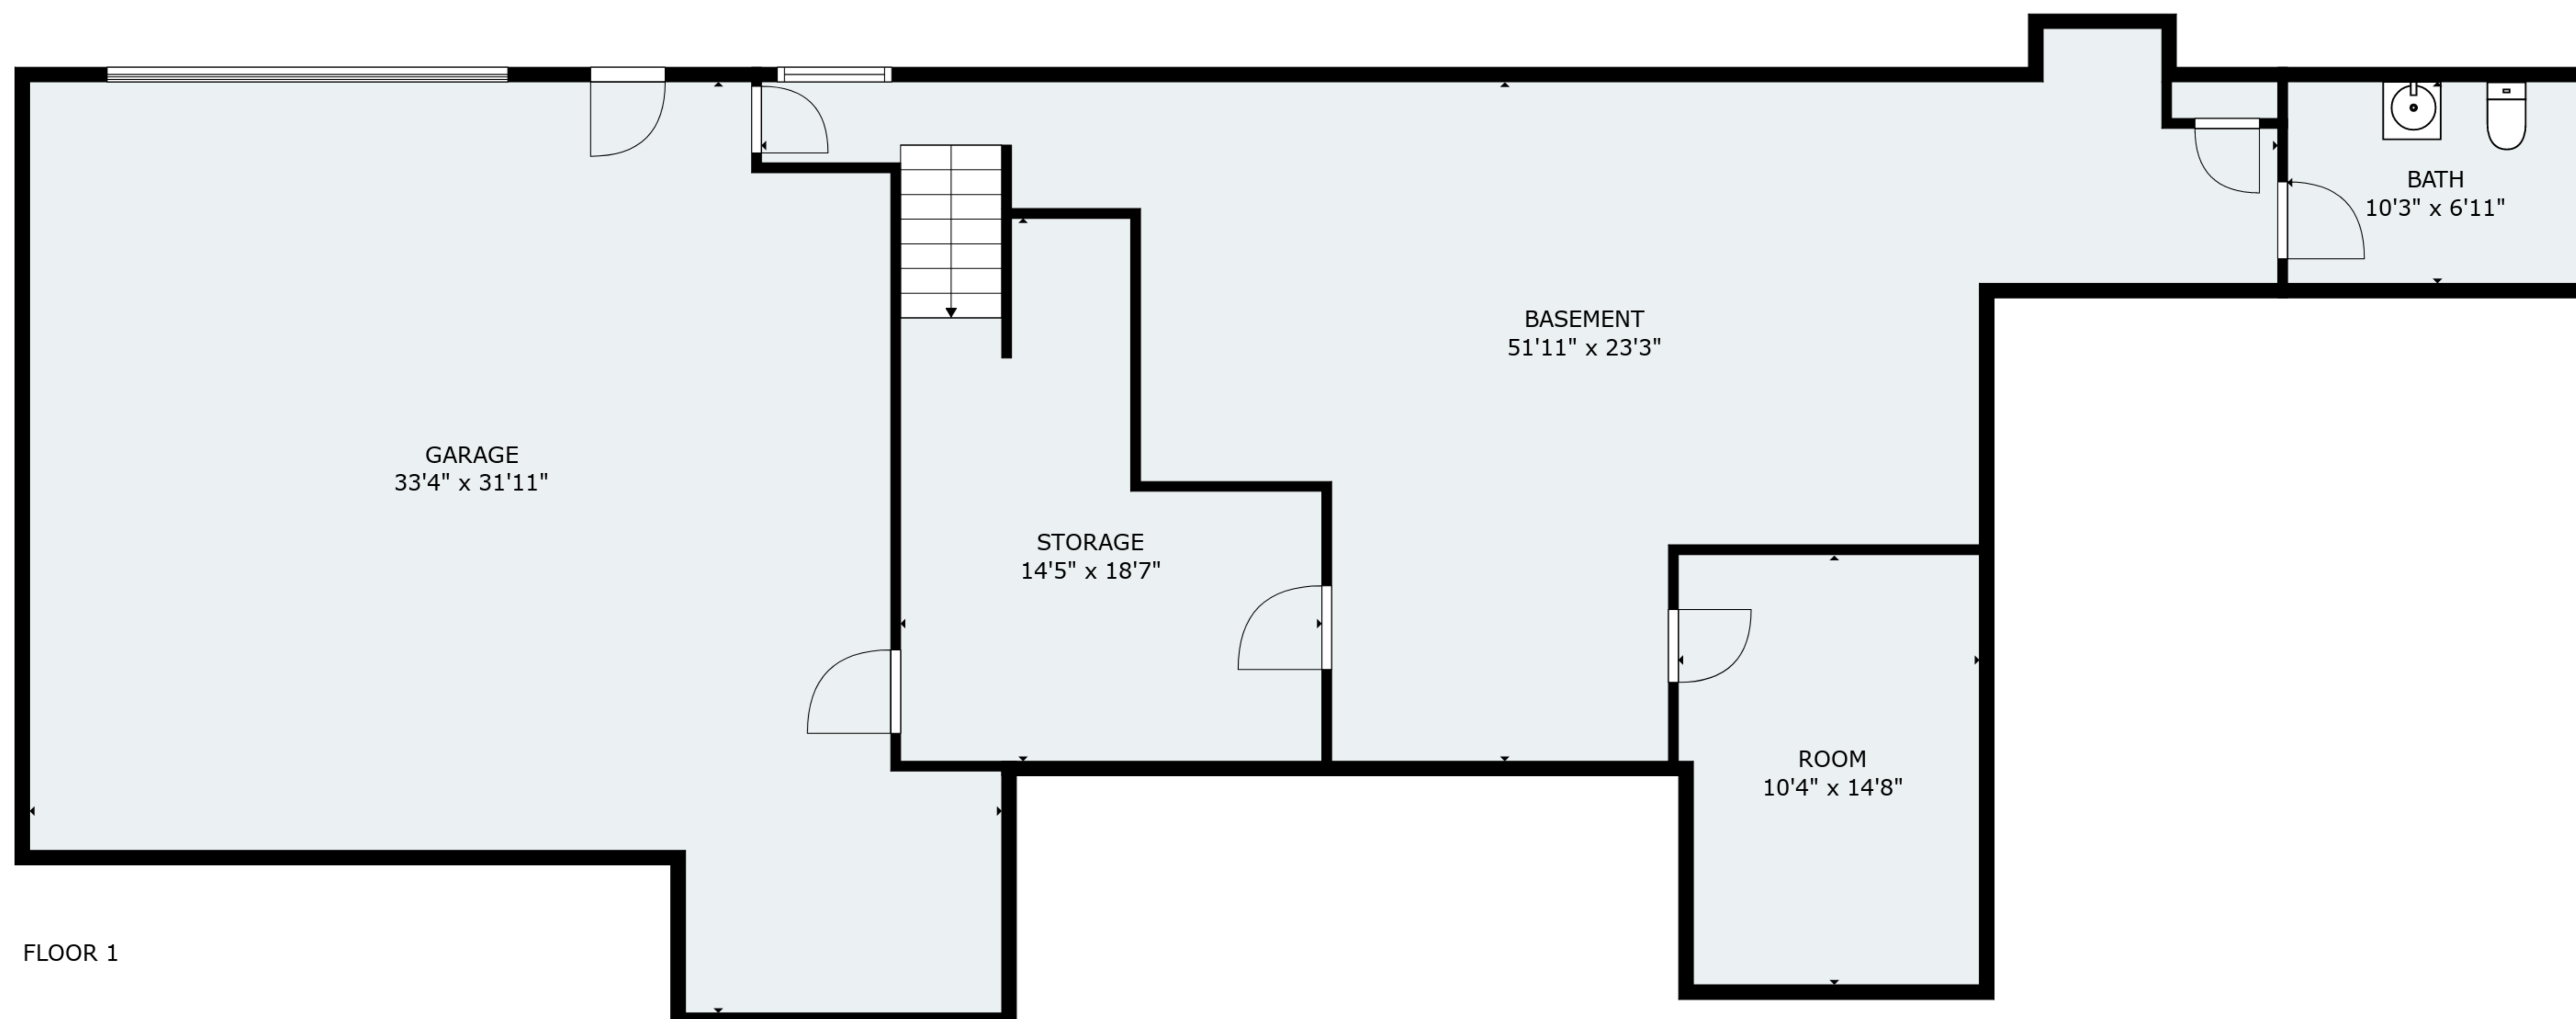 BATH
10'3" x 6'11"
BASEMENT
51'11" x 23'3"
GARAGE
33'4" x 31'11"
STORAGE
14'5" x 18'7"
ROOM
10'4" x 14'8"
FLOOR 1